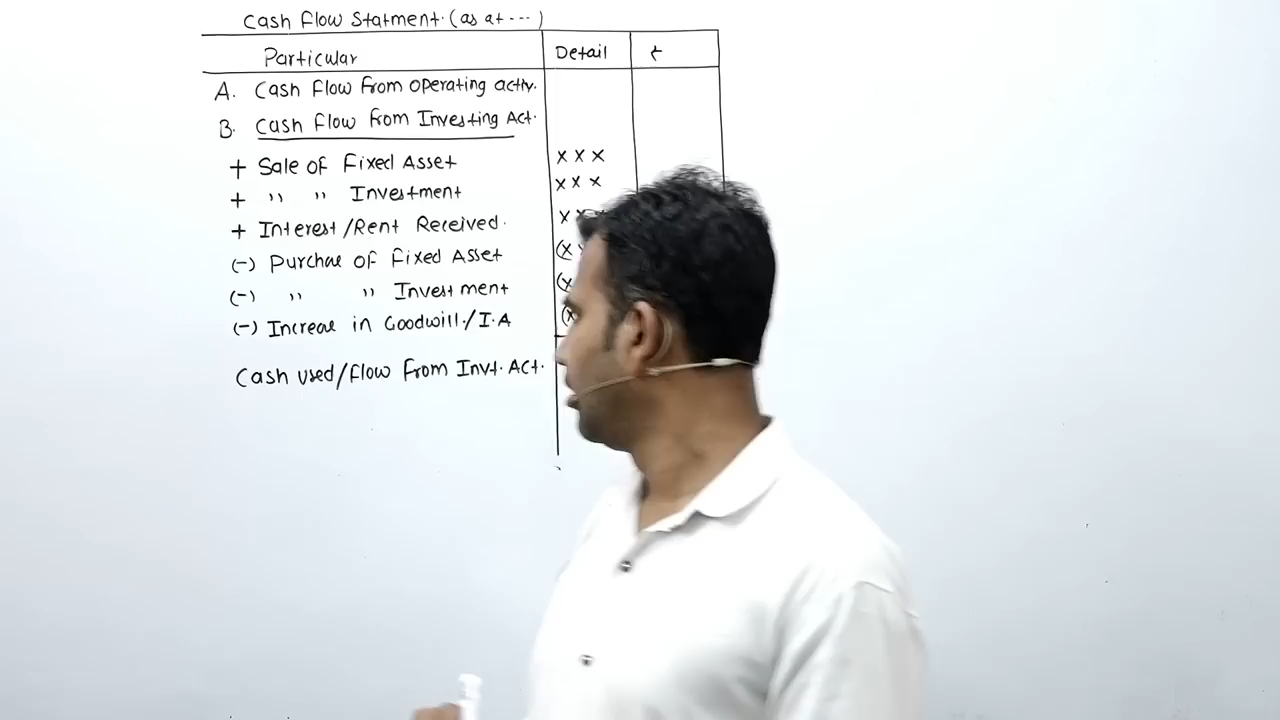 Cash Flow Statment. (as at ... )
Particular Detail ₹
A. Cash Flow From Operating activ.
B. Cash Flow From Investing Act.
+ Sale of Fixed Asset x x x
+ ,, ,, Investment x x x
+ Interest/Rent Received. x x
(-) Purchae of Fixed Asset (x
(-) ,, ,, Investment (x
(-) Increae in Goodwill./I.A (x
Cash used/flow From Invt. Act.